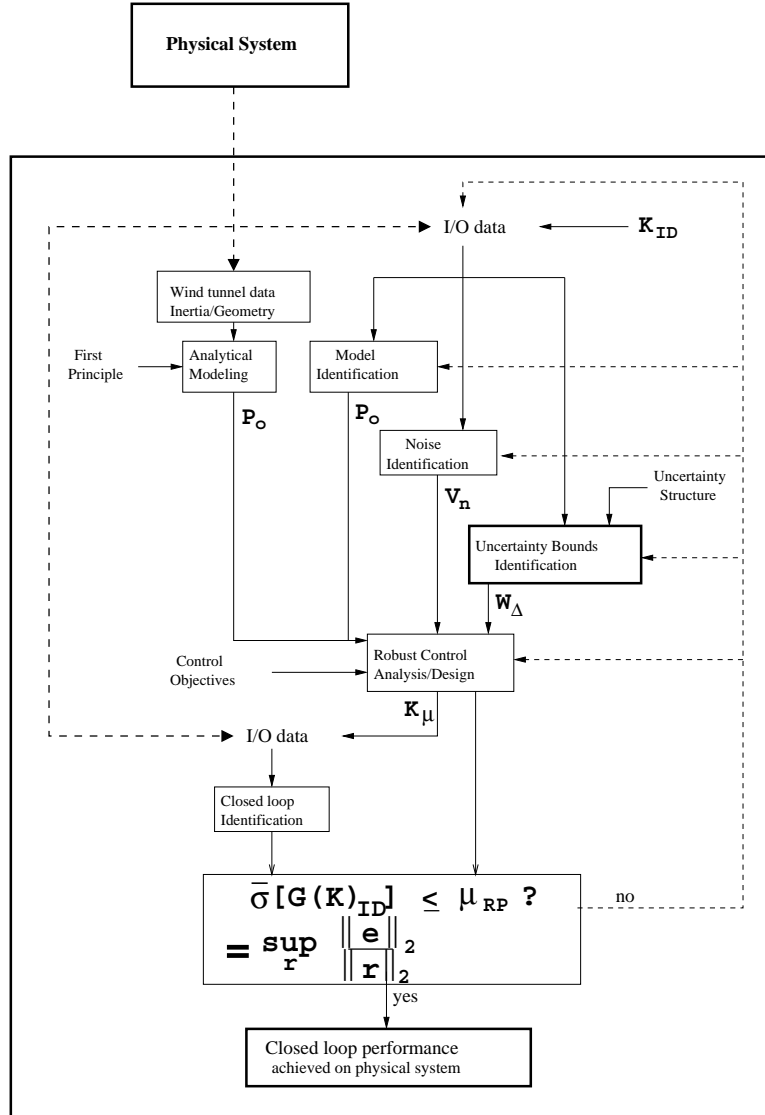 Physical System
I/O data
K_ID
Wind tunnel data
Inertia/Geometry
First
Principle
Analytical
Modeling
Model
Identification
P_o
P_o
Noise
Identification
V_n
Uncertainty
Structure
Uncertainty Bounds
Identification
W_Δ
Control
Objectives
Robust Control
Analysis/Design
K_μ
I/O data
Closed loop
Identification
σ̄[G(K)_ID] ≤ μ_RP ?
= sup_r ‖e‖_2 / ‖r‖_2
no
yes
Closed loop performance
achieved on physical system